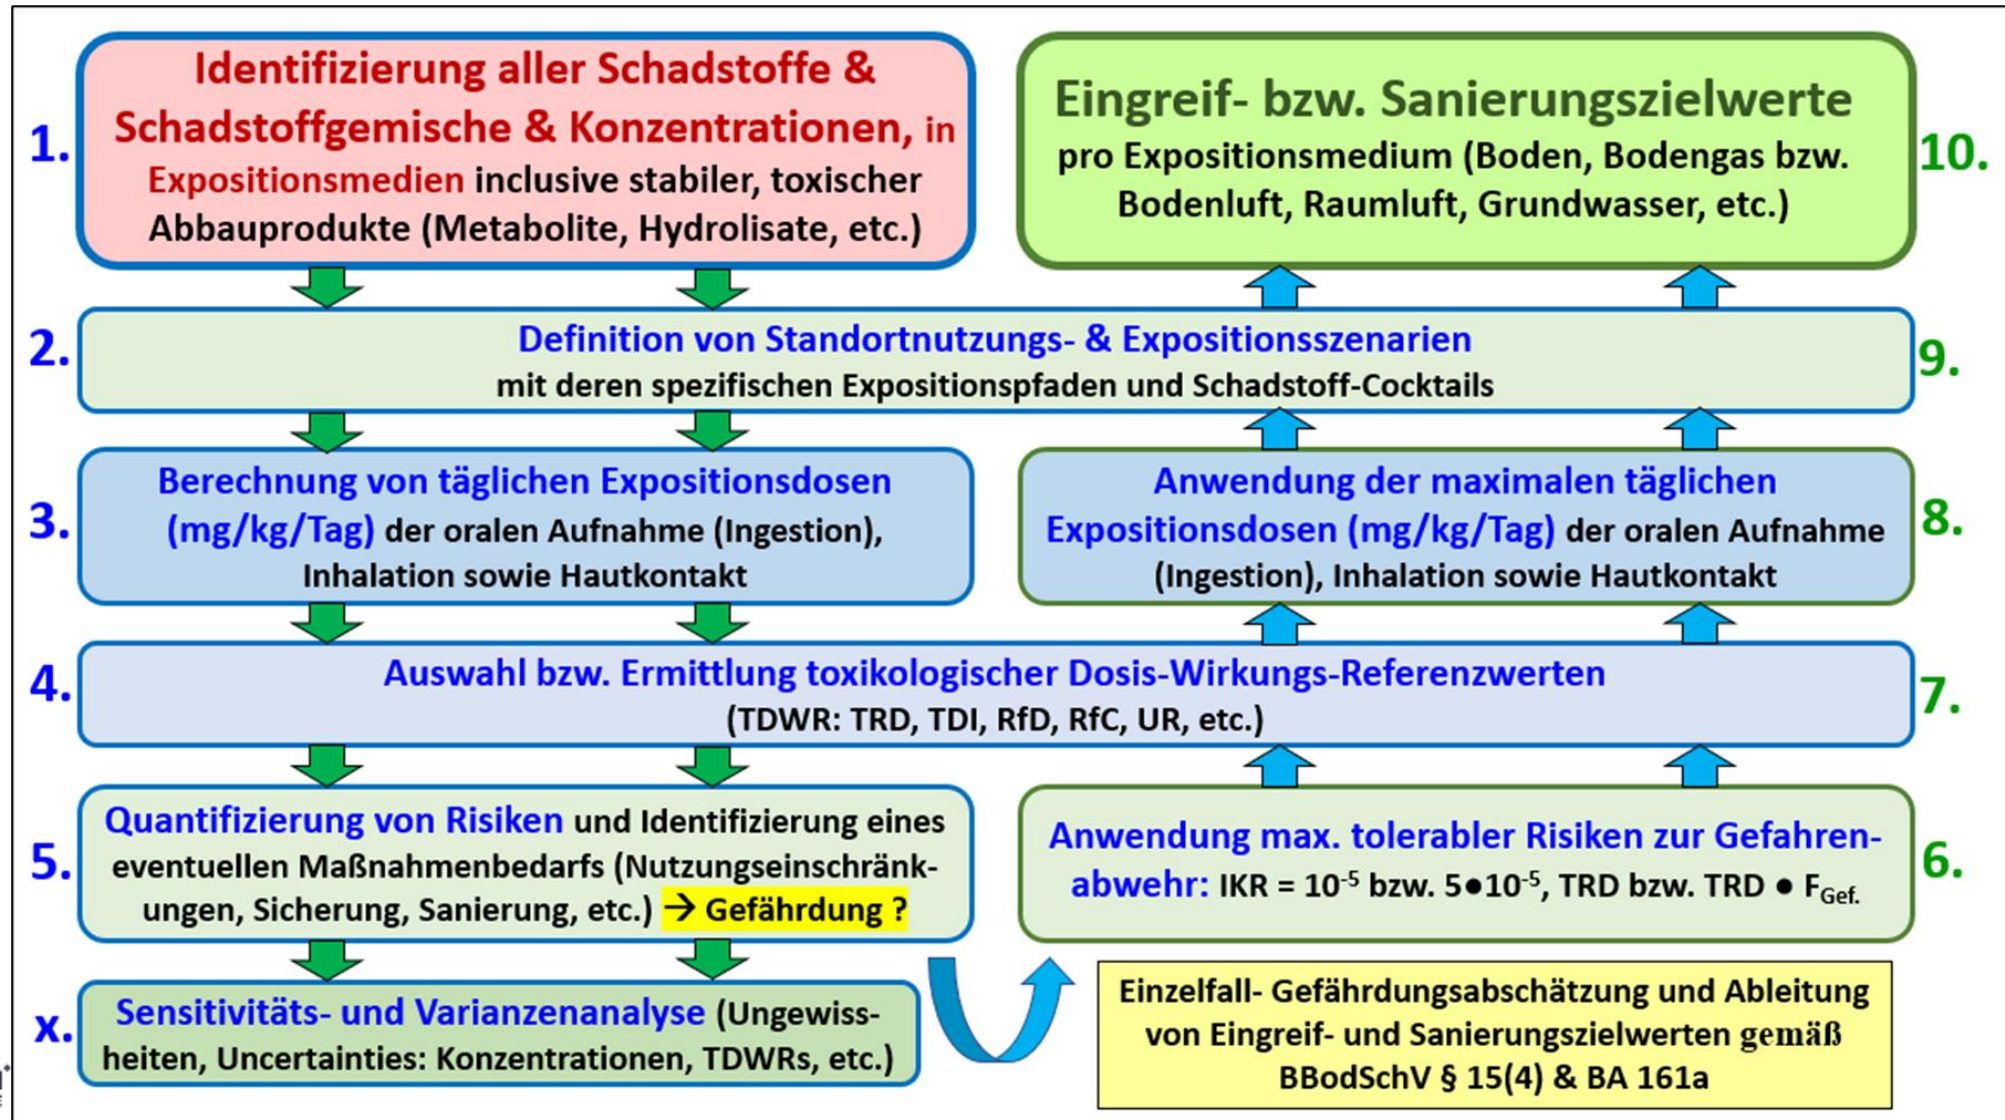 1.
Identifizierung aller Schadstoffe &
Schadstoffgemische & Konzentrationen, in
Expositionsmedien inclusive stabiler, toxischer
Abbauprodukte (Metabolite, Hydrolisate, etc.)
Eingreif- bzw. Sanierungszielwerte
pro Expositionsmedium (Boden, Bodengas bzw.
Bodenluft, Raumluft, Grundwasser, etc.)
10.
2.
Definition von Standortnutzungs- & Expositionsszenarien
mit deren spezifischen Expositionspfaden und Schadstoff-Cocktails
9.
3.
Berechnung von täglichen Expositionsdosen
(mg/kg/Tag) der oralen Aufnahme (Ingestion),
Inhalation sowie Hautkontakt
Anwendung der maximalen täglichen
Expositionsdosen (mg/kg/Tag) der oralen Aufnahme
(Ingestion), Inhalation sowie Hautkontakt
8.
4.
Auswahl bzw. Ermittlung toxikologischer Dosis-Wirkungs-Referenzwerten
(TDWR: TRD, TDI, RfD, RfC, UR, etc.)
7.
5.
Quantifizierung von Risiken und Identifizierung eines
eventuellen Maßnahmenbedarfs (Nutzungseinschränk-
ungen, Sicherung, Sanierung, etc.) → Gefährdung ?
Anwendung max. tolerabler Risiken zur Gefahren-
abwehr: IKR = 10⁻⁵ bzw. 5●10⁻⁵, TRD bzw. TRD ● F_Gef.
6.
x.
Sensitivitäts- und Varianzenanalyse (Ungewiss-
heiten, Uncertainties: Konzentrationen, TDWRs, etc.)
Einzelfall- Gefährdungsabschätzung und Ableitung
von Eingreif- und Sanierungszielwerten gemäß
BBodSchV § 15(4) & BA 161a